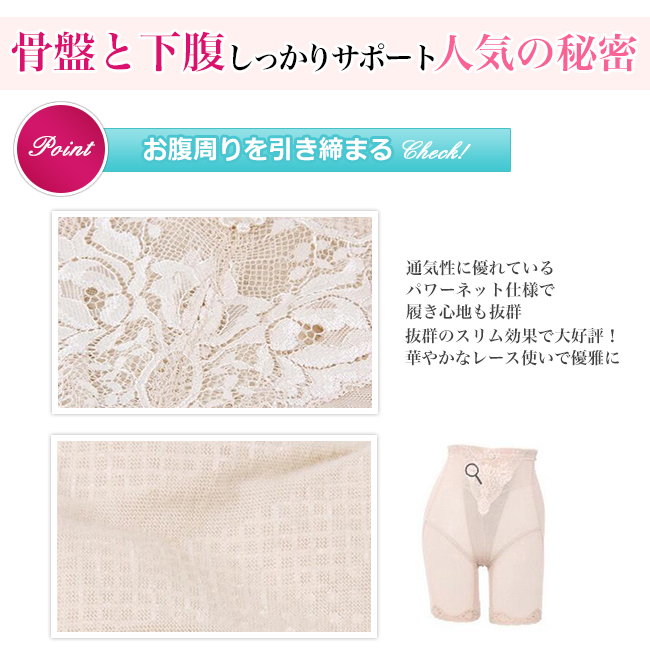 骨盤と下腹しっかりサポート人気の秘密
Point
お腹周りを引き締まる Check!
通気性に優れている
パワーネット仕様で
履き心地も抜群
抜群のスリム効果で大好評！
華やかなレース使いで優雅に